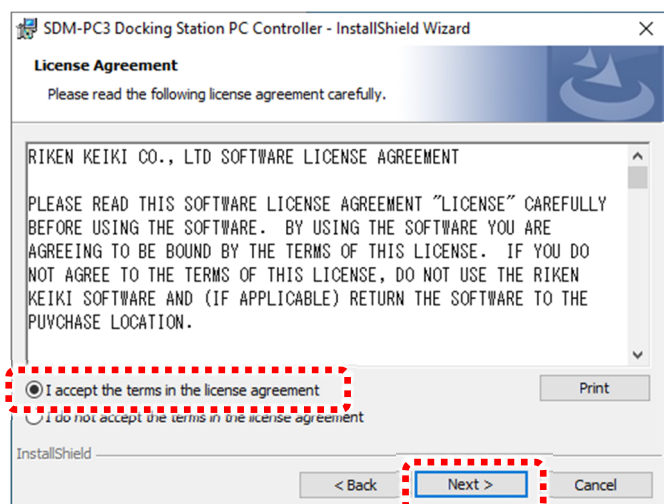 SDM-PC3 Docking Station PC Controller - InstallShield Wizard
License Agreement
Please read the following license agreement carefully.
RIKEN KEIKI CO., LTD SOFTWARE LICENSE AGREEMENT
PLEASE READ THIS SOFTWARE LICENSE AGREEMENT "LICENSE" CAREFULLY
BEFORE USING THE SOFTWARE.  BY USING THE SOFTWARE YOU ARE
AGREEING TO BE BOUND BY THE TERMS OF THIS LICENSE.  IF YOU DO
NOT AGREE TO THE TERMS OF THIS LICENSE, DO NOT USE THE RIKEN
KEIKI SOFTWARE AND (IF APPLICABLE) RETURN THE SOFTWARE TO THE
PUVCHASE LOCATION.
I accept the terms in the license agreement
Print
I do not accept the terms in the license agreement
InstallShield
< Back
Next >
Cancel